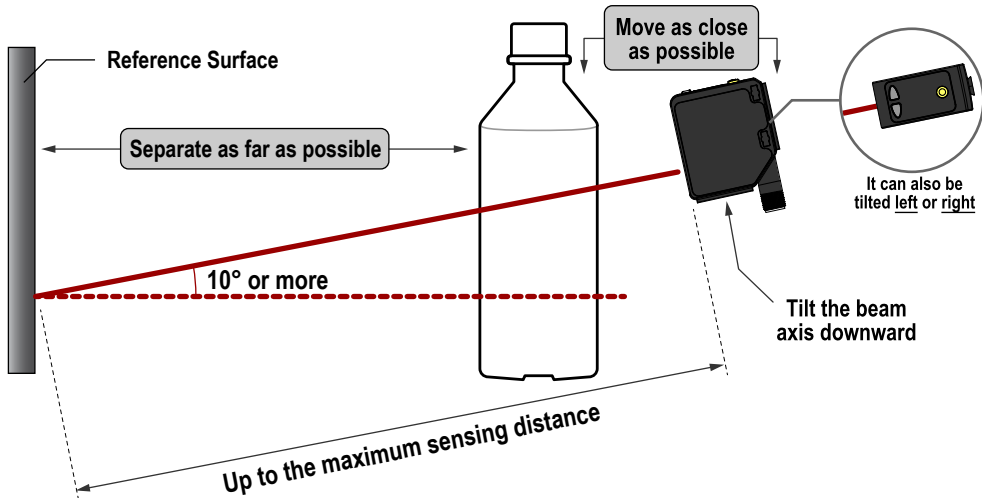 Reference Surface
Move as close
as possible
Separate as far as possible
It can also be
tilted left or right
10° or more
Tilt the beam
axis downward
Up to the maximum sensing distance